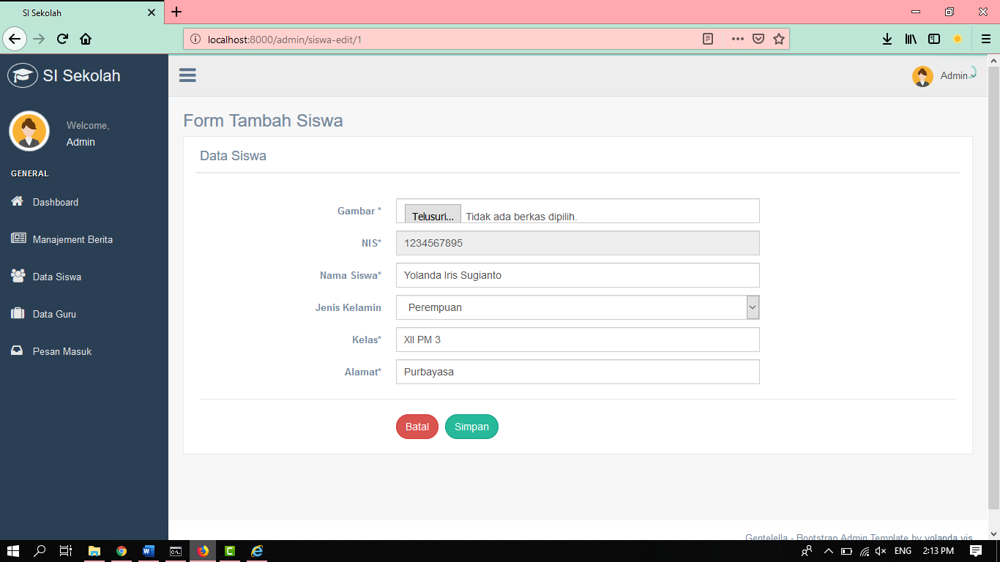 SI Sekolah
localhost:8000/admin/siswa-edit/1
SI Sekolah
Admin
Welcome,
Admin
GENERAL
Dashboard
Manajement Berita
Data Siswa
Data Guru
Pesan Masuk
Form Tambah Siswa
Data Siswa
Gambar * Telusuri... Tidak ada berkas dipilih.
NIS* 1234567895
Nama Siswa* Yolanda Iris Sugianto
Jenis Kelamin Perempuan
Kelas* XII PM 3
Alamat* Purbayasa
Batal Simpan
Gentelella - Bootstrap Admin Template by yolanda yis
ENG 2:13 PM